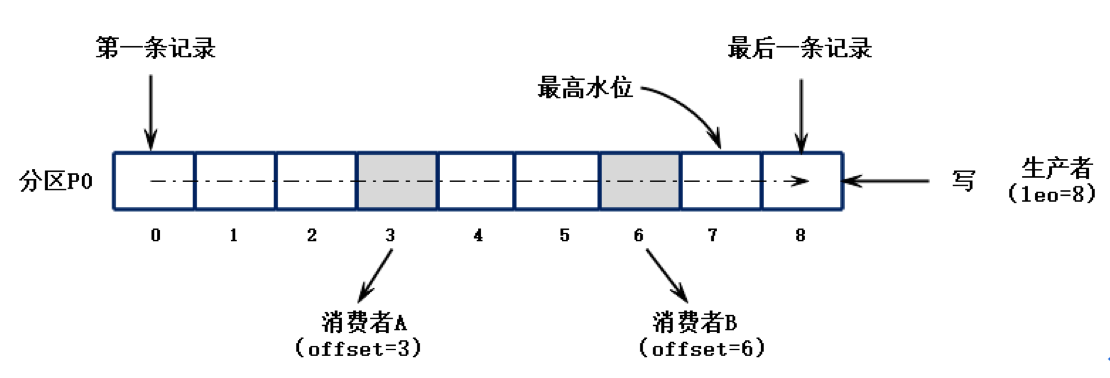 第一条记录
最后一条记录
最高水位
分区P0
写
生产者
(leo=8)
0 1 2 3 4 5 6 7 8
消费者A
(offset=3)
消费者B
(offset=6)